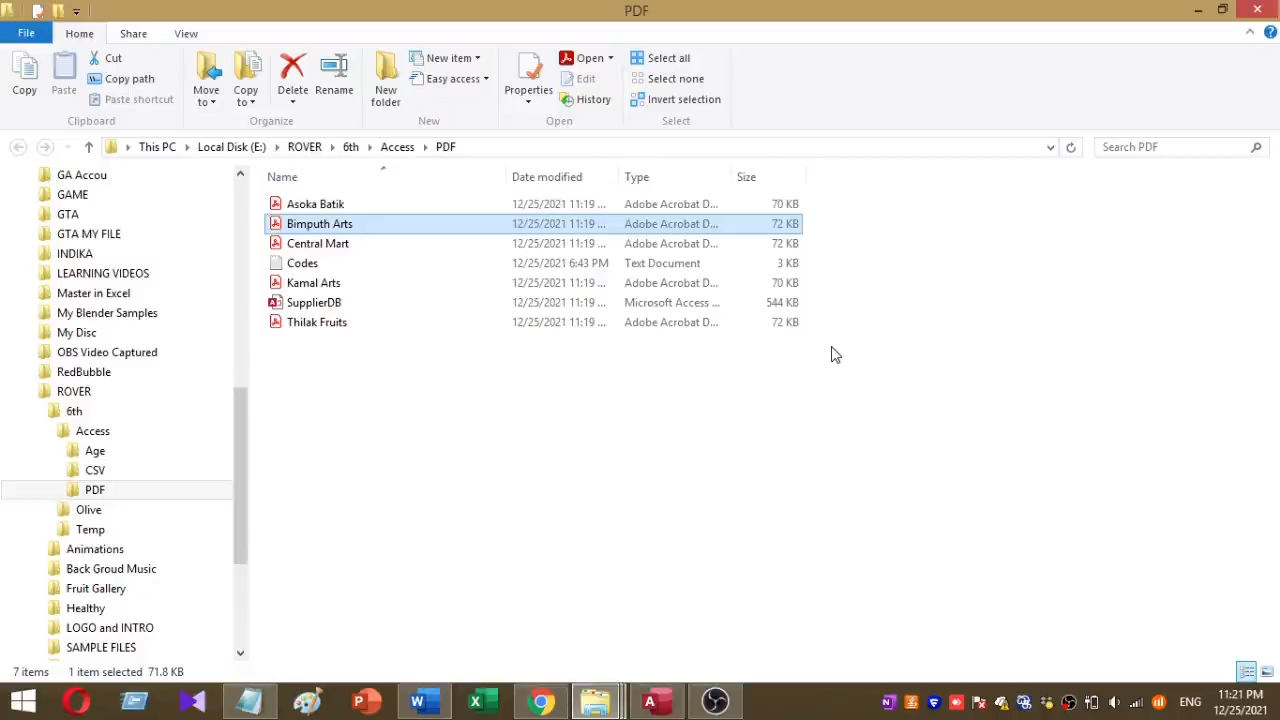 PDF
File Home Share View
Copy
Paste
Cut
Copy path
Paste shortcut
Clipboard
Move to
Copy to
Delete
Rename
Organize
New folder
New item
Easy access
New
Properties
Open
Edit
History
Open
Select all
Select none
Invert selection
Select
This PC Local Disk (E:) ROVER 6th Access PDF
Search PDF
GA Accou
GAME
GTA
GTA MY FILE
INDIKA
LEARNING VIDEOS
Master in Excel
My Blender Samples
My Disc
OBS Video Captured
RedBubble
ROVER
6th
Access
Age
CSV
PDF
Olive
Temp
Animations
Back Groud Music
Fruit Gallery
Healthy
LOGO and INTRO
SAMPLE FILES
Name Date modified Type Size
Asoka Batik 12/25/2021 11:19 ... Adobe Acrobat D... 70 KB
Bimputh Arts 12/25/2021 11:19 ... Adobe Acrobat D... 72 KB
Central Mart 12/25/2021 11:19 ... Adobe Acrobat D... 72 KB
Codes 12/25/2021 6:43 PM Text Document 3 KB
Kamal Arts 12/25/2021 11:19 ... Adobe Acrobat D... 70 KB
SupplierDB 12/25/2021 11:19 ... Microsoft Access ... 544 KB
Thilak Fruits 12/25/2021 11:19 ... Adobe Acrobat D... 72 KB
7 items 1 item selected 71.8 KB
ENG
11:21 PM
12/25/2021